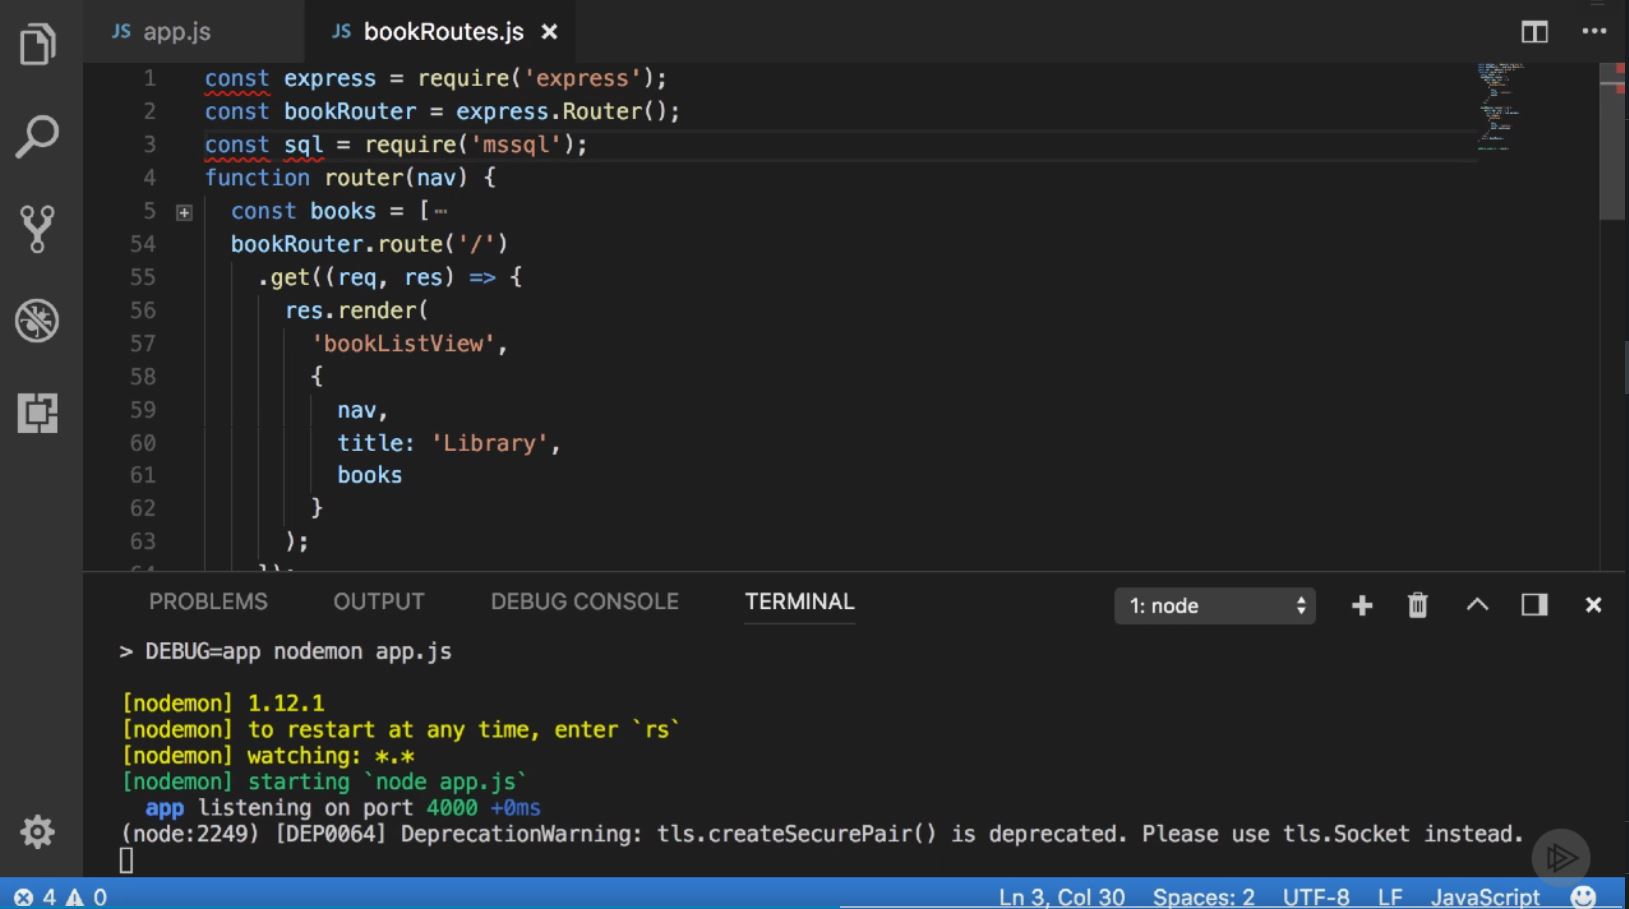 JS app.js JS bookRoutes.js
1 const express = require('express');
2 const bookRouter = express.Router();
3 const sql = require('mssql');
4 function router(nav) {
5 const books = [
54 bookRouter.route('/')
55 .get((req, res) => {
56 res.render(
57 'bookListView',
58 {
59 nav,
60 title: 'Library',
61 books
62 }
63 );
PROBLEMS OUTPUT DEBUG CONSOLE TERMINAL 1: node
> DEBUG=app nodemon app.js
[nodemon] 1.12.1
[nodemon] to restart at any time, enter `rs`
[nodemon] watching: *.*
[nodemon] starting `node app.js`
app listening on port 4000 +0ms
(node:2249) [DEP0064] DeprecationWarning: tls.createSecurePair() is deprecated. Please use tls.Socket instead.
4 0 Ln 3, Col 30 Spaces: 2 UTF-8 LF JavaScript